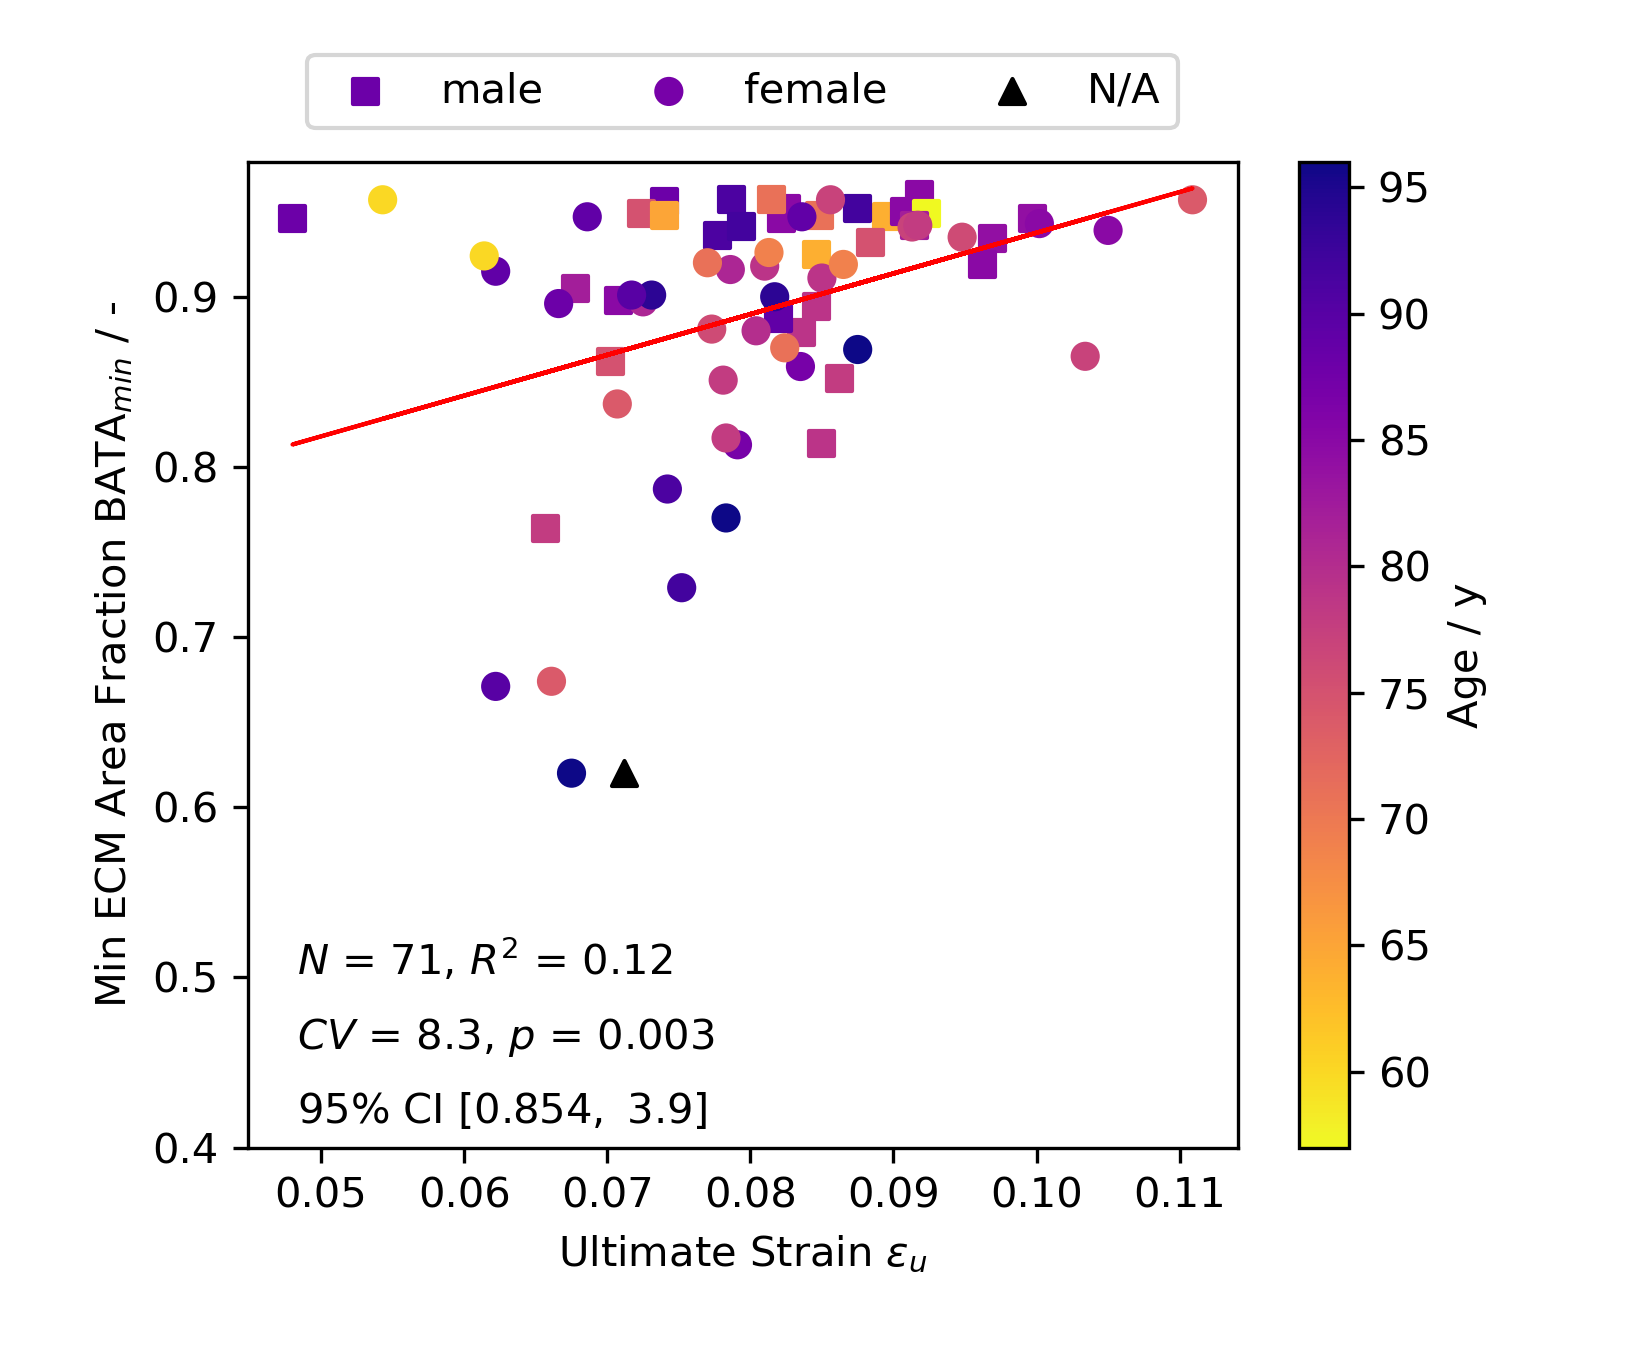 male female N/A
Min ECM Area Fraction BATA_min / -
0.9
0.8
0.7
0.6
0.5
0.4
N = 71, R² = 0.12
CV = 8.3, p = 0.003
95% CI [0.854, 3.9]
0.05 0.06 0.07 0.08 0.09 0.10 0.11
Ultimate Strain ε_u
95
90
85
80
75
70
65
60
Age / y